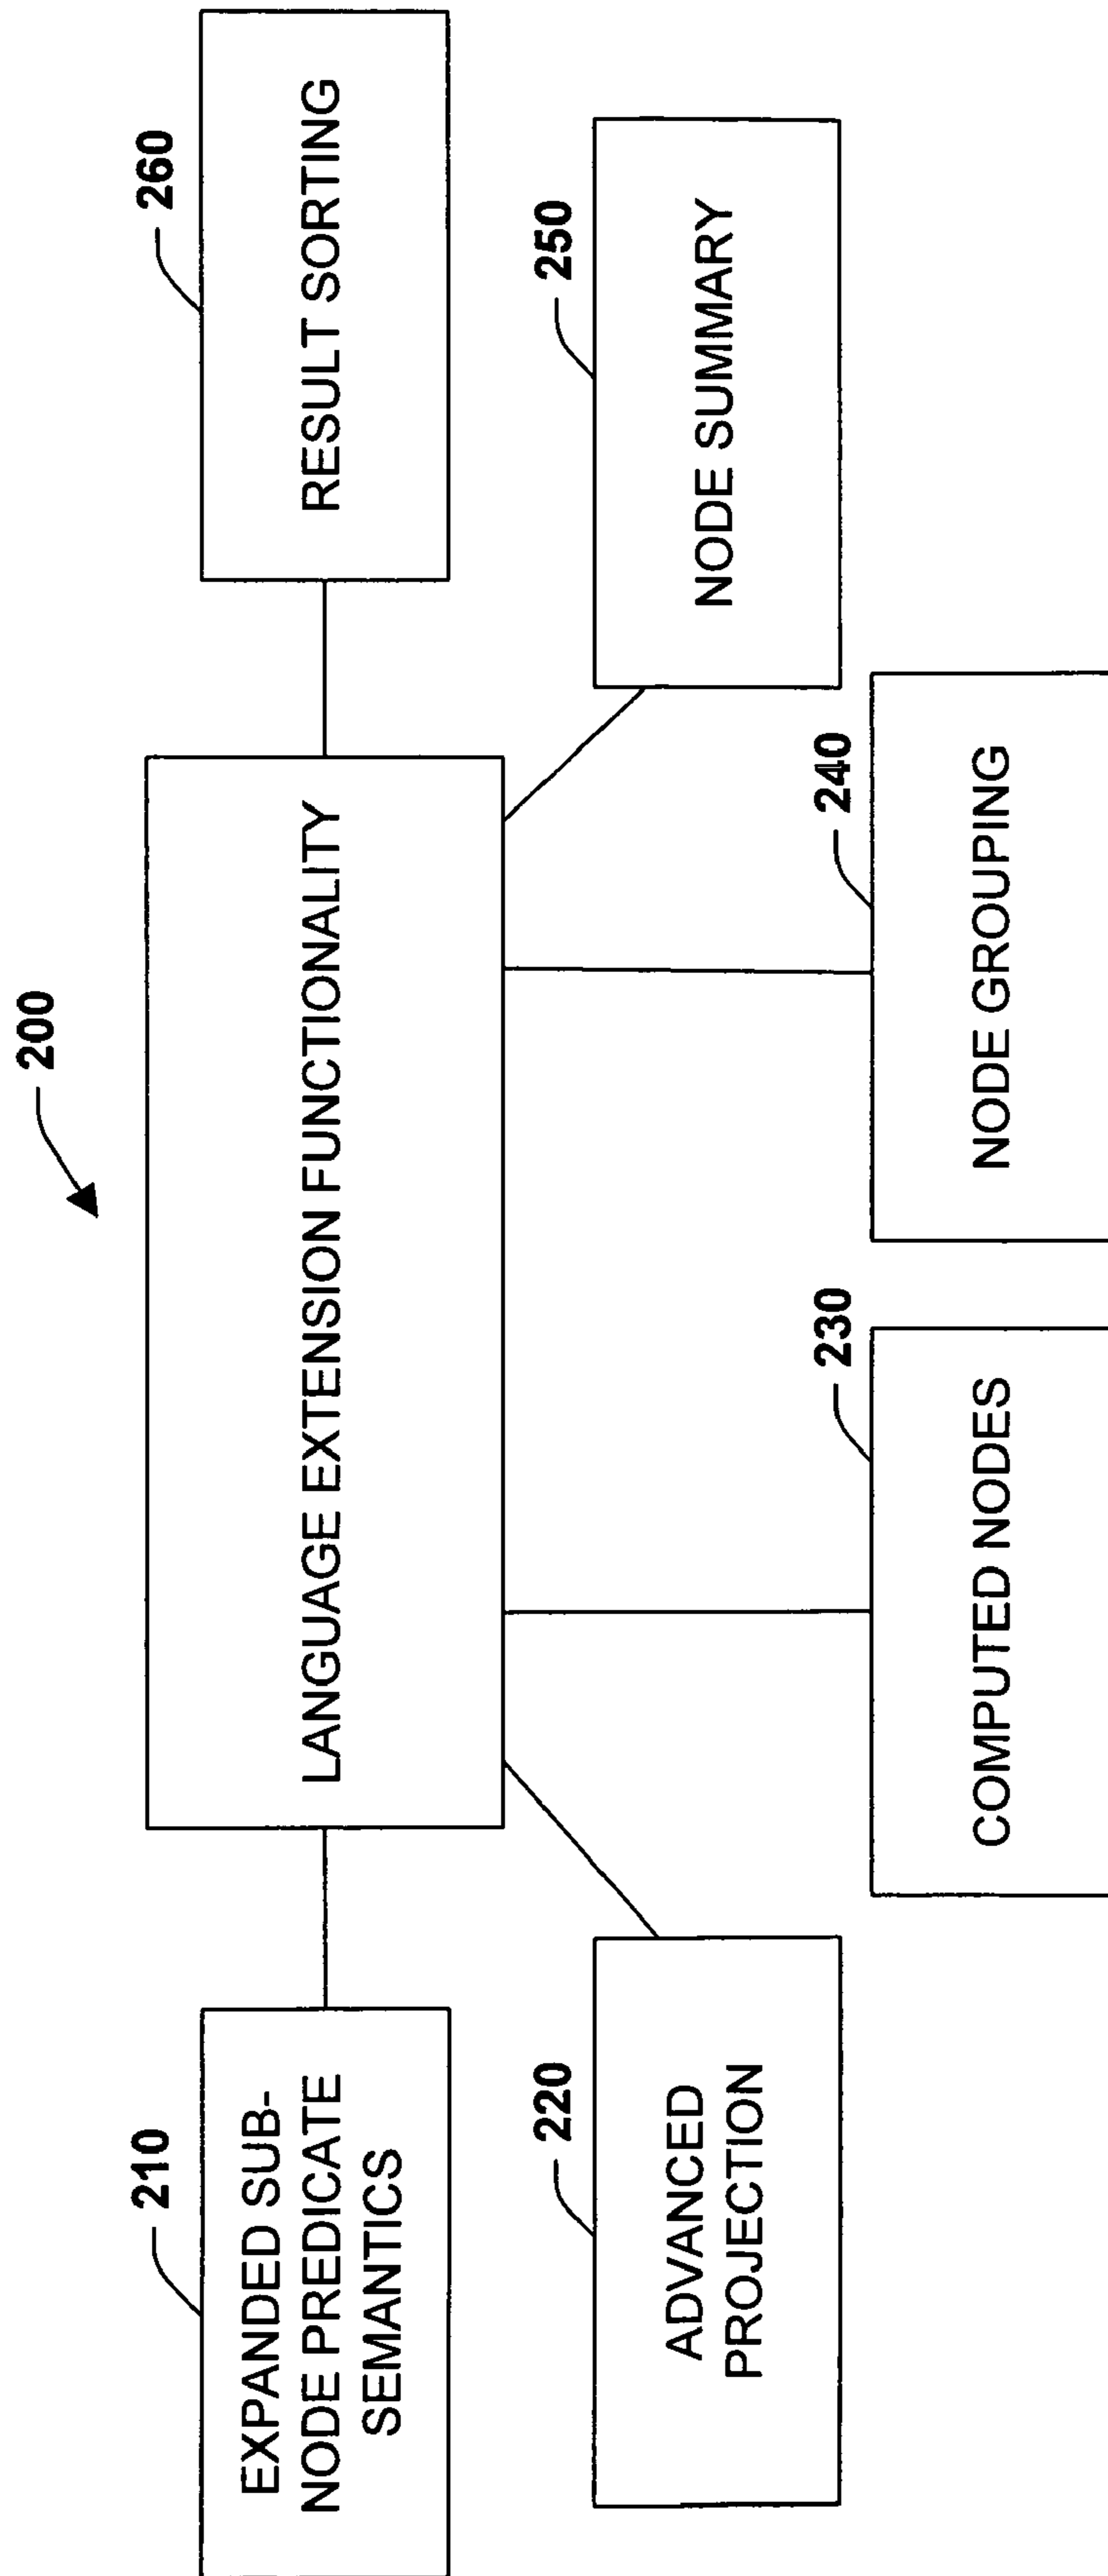 200
LANGUAGE EXTENSION FUNCTIONALITY
210
EXPANDED SUB-
NODE PREDICATE
SEMANTICS
260
RESULT SORTING
220
ADVANCED
PROJECTION
250
NODE SUMMARY
230
COMPUTED NODES
240
NODE GROUPING